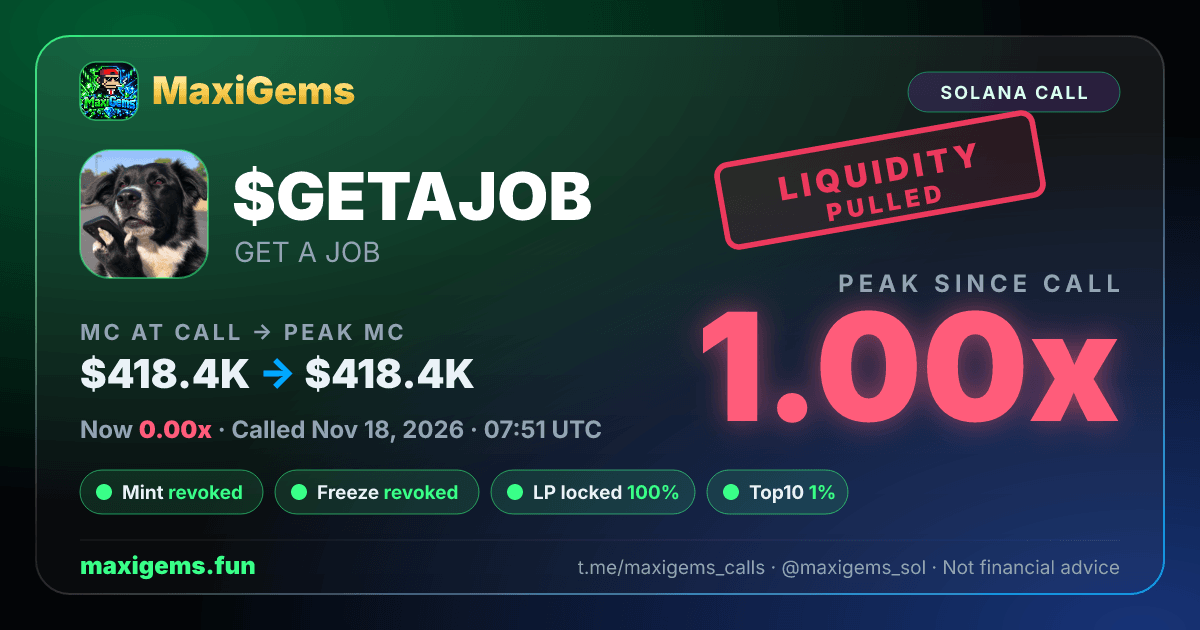 MaxiGems
SOLANA CALL
LIQUIDITY
PULLED
$GETAJOB
GET A JOB
PEAK SINCE CALL
1.00x
MC AT CALL → PEAK MC
$418.4K → $418.4K
Now 0.00x · Called Nov 18, 2026 · 07:51 UTC
Mint revoked
Freeze revoked
LP locked 100%
Top10 1%
maxigems.fun
t.me/maxigems_calls · @maxigems_sol · Not financial advice